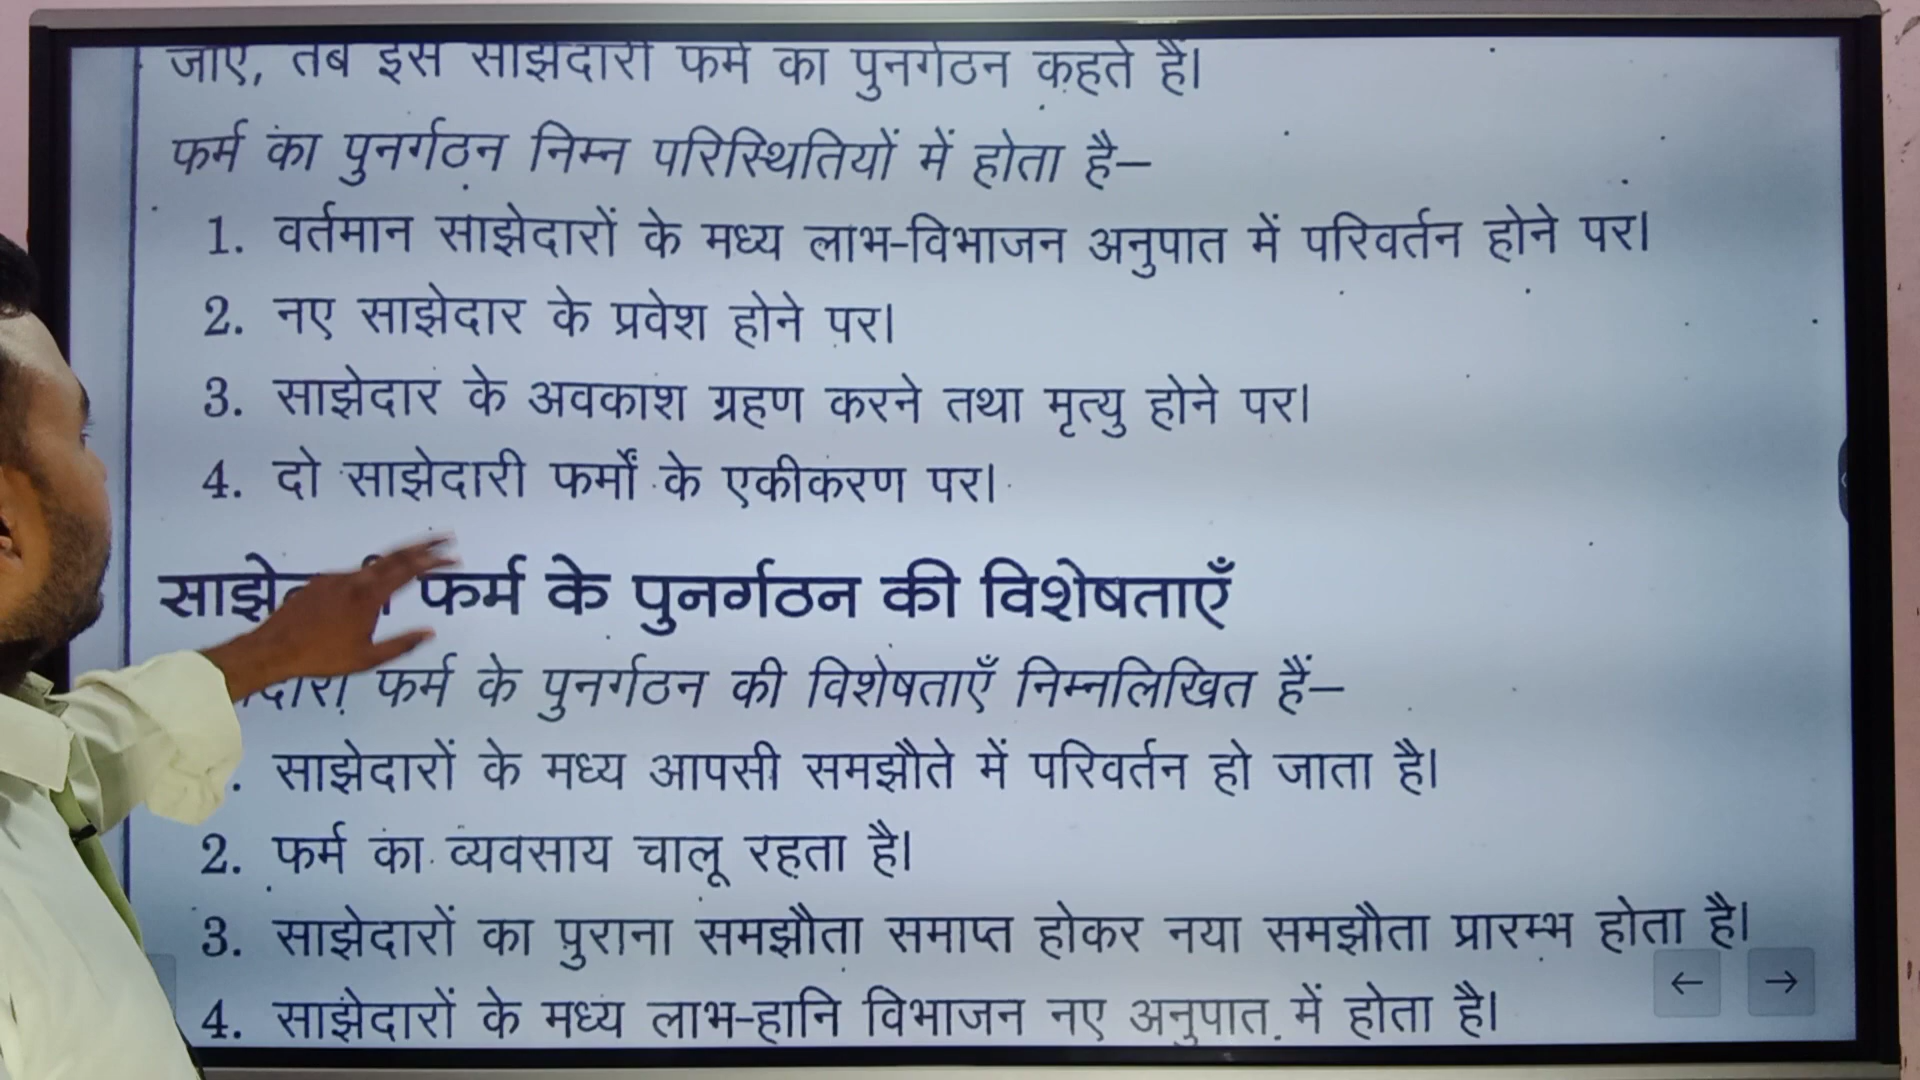 जाए, तब इसे साझेदारी फर्म का पुनर्गठन कहते हैं।
फर्म का पुनर्गठन निम्न परिस्थितियों में होता है–
1. वर्तमान साझेदारों के मध्य लाभ-विभाजन अनुपात में परिवर्तन होने पर।
2. नए साझेदार के प्रवेश होने पर।
3. साझेदार के अवकाश ग्रहण करने तथा मृत्यु होने पर।
4. दो साझेदारी फर्मों के एकीकरण पर।
फर्म के पुनर्गठन की विशेषताएँ
फर्म के पुनर्गठन की विशेषताएँ निम्नलिखित हैं–
. साझेदारों के मध्य आपसी समझौते में परिवर्तन हो जाता है।
2. फर्म का व्यवसाय चालू रहता है।
3. साझेदारों का पुराना समझौता समाप्त होकर नया समझौता प्रारम्भ होता है।
4. साझेदारों के मध्य लाभ-हानि विभाजन नए अनुपात में होता है।